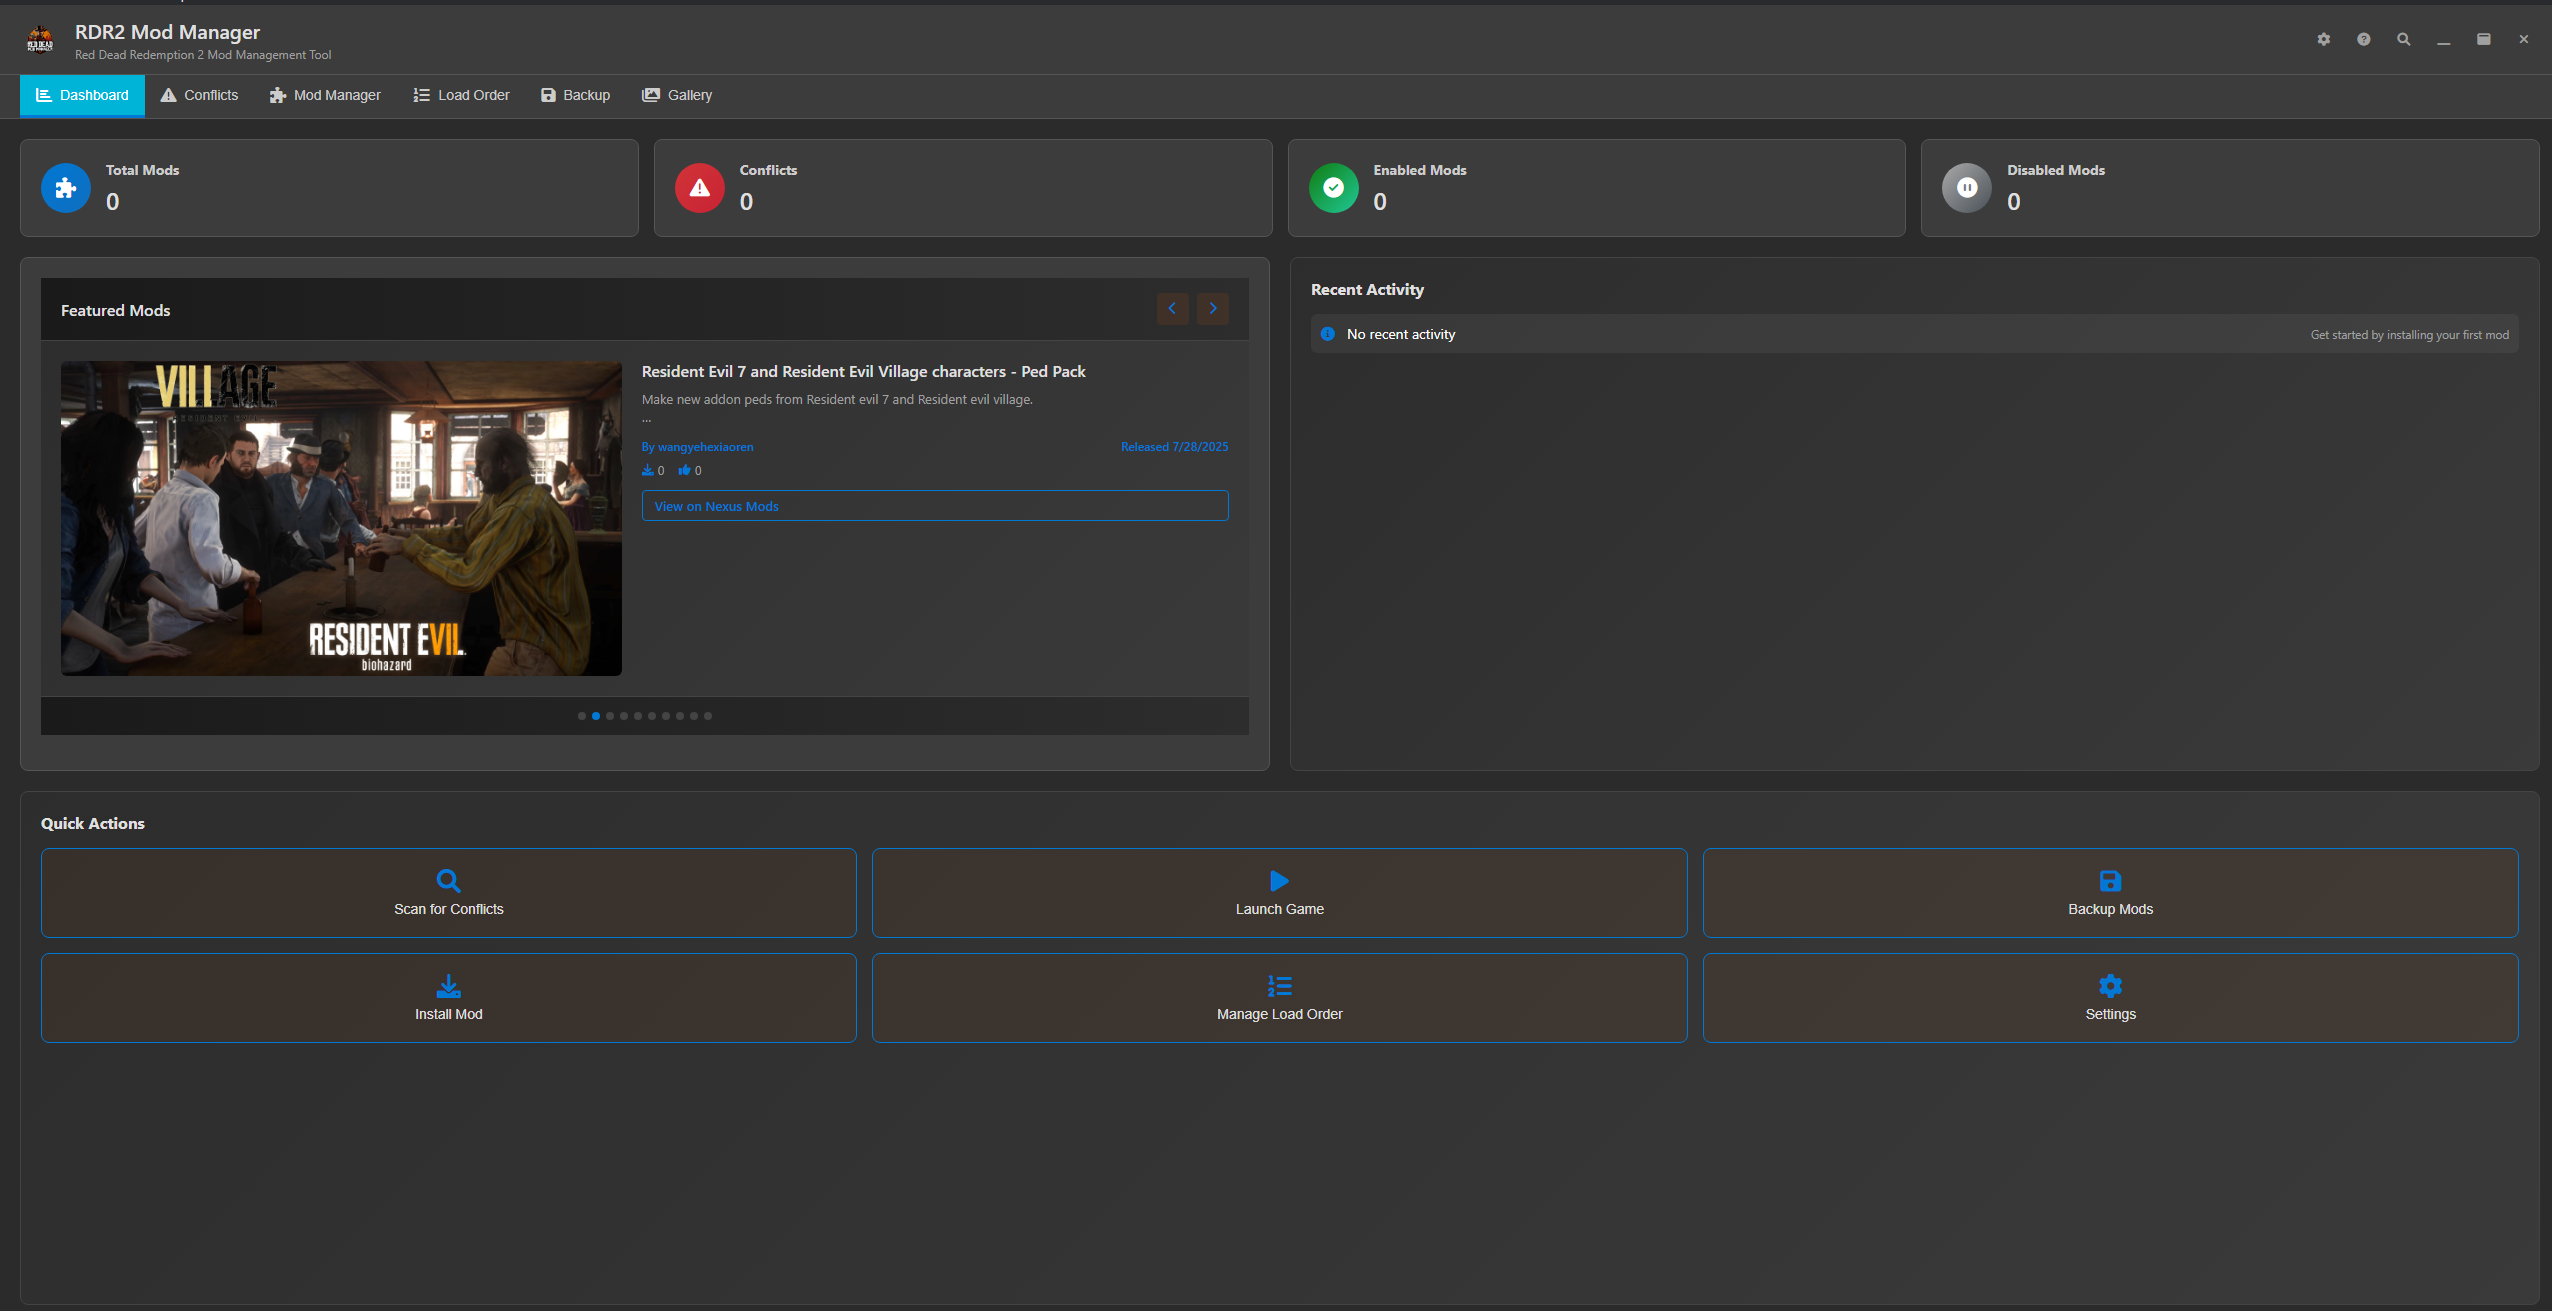 RDR2 Mod Manager
Red Dead Redemption 2 Mod Management Tool
Dashboard
Conflicts
Mod Manager
Load Order
Backup
Gallery
Total Mods
0
Conflicts
0
Enabled Mods
0
Disabled Mods
0
Featured Mods
VILLAGE
RESIDENT EVIL
RESIDENT EVIL
biohazard
Resident Evil 7 and Resident Evil Village characters - Ped Pack
Make new addon peds from Resident evil 7 and Resident evil village.
...
By wangyehexiaoren
Released 7/28/2025
0
0
View on Nexus Mods
Recent Activity
No recent activity
Get started by installing your first mod
Quick Actions
Scan for Conflicts
Launch Game
Backup Mods
Install Mod
Manage Load Order
Settings